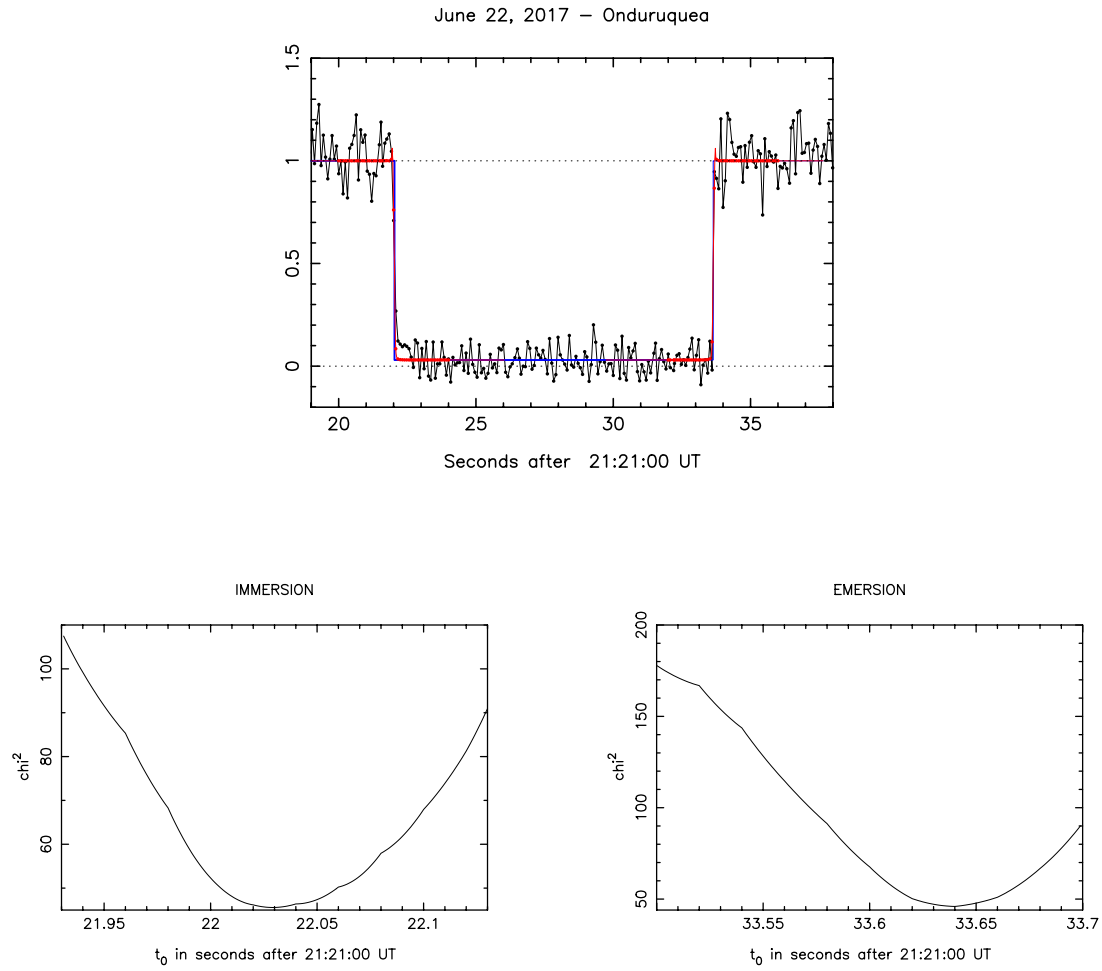 June 22, 2017 – Onduruquea
1.5
1
0.5
0
20 25 30 35
Seconds after 21:21:00 UT
IMMERSION
100
80
60
chi²
21.95 22 22.05 22.1
t₀ in seconds after 21:21:00 UT
EMERSION
200
150
100
50
chi²
33.55 33.6 33.65 33.7
t₀ in seconds after 21:21:00 UT